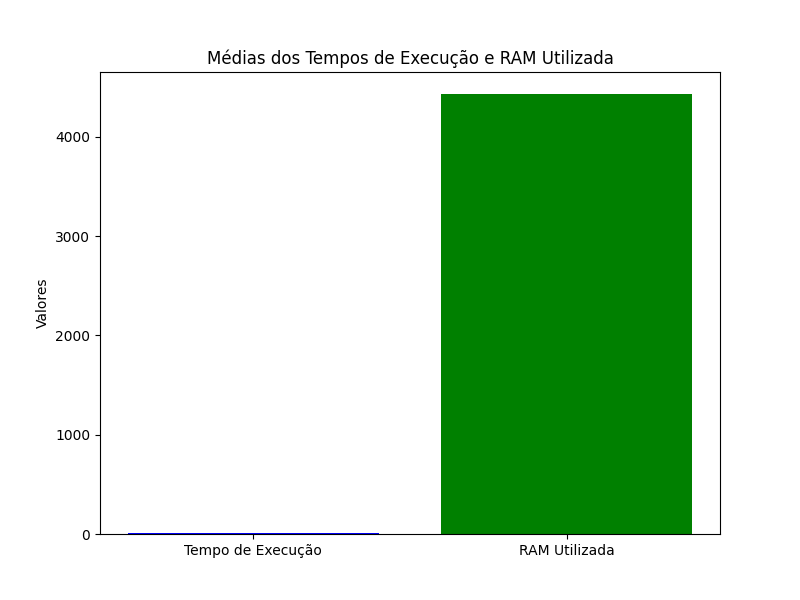 Médias dos Tempos de Execução e RAM Utilizada
Valores
4000
3000
2000
1000
0
Tempo de Execução
RAM Utilizada